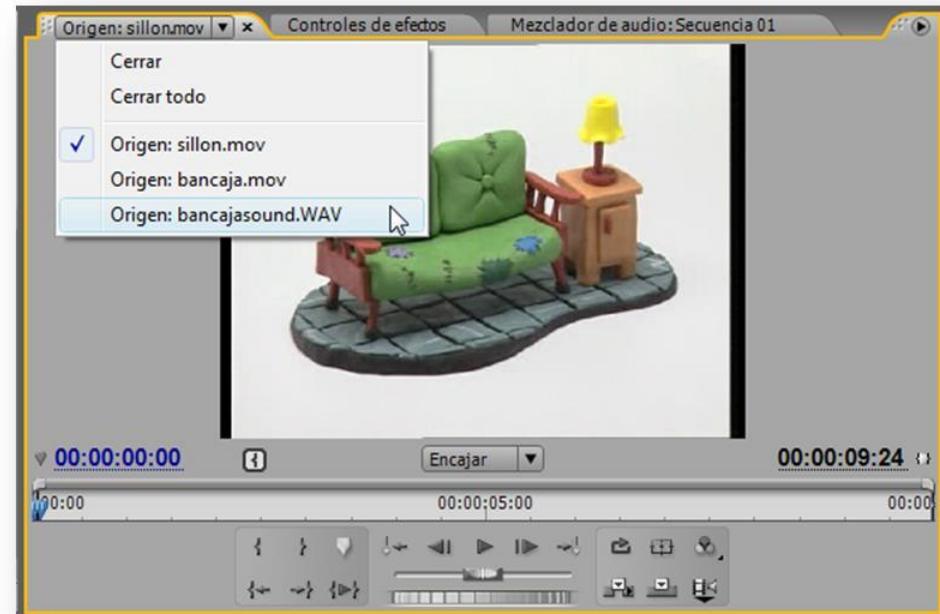 Origen: sillon.mov Controles de efectos Mezclador de audio: Secuencia 01
Cerrar
Cerrar todo
Origen: sillon.mov
Origen: bancaja.mov
Origen: bancajasound.WAV
00:00:00:00 Encajar 00:00:09:24
00:00 00:00:05:00 00:00